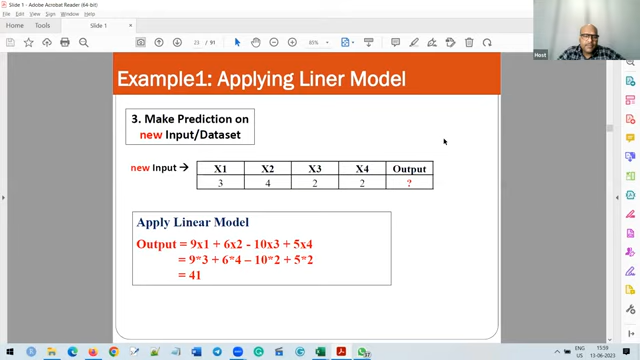 Slide 1 - Adobe Acrobat Reader (64-bit)
File Edit View Sign Window Help
Home Tools Slide 1 ×
23 / 91 85%
Host
Example1: Applying Liner Model
3. Make Prediction on
new Input/Dataset
new Input → X1 X2 X3 X4 Output
3 4 2 2 ?
Apply Linear Model
Output = 9x1 + 6x2 - 10x3 + 5x4
= 9*3 + 6*4 – 10*2 + 5*2
= 41
37
ENG
15:59
13-06-2023